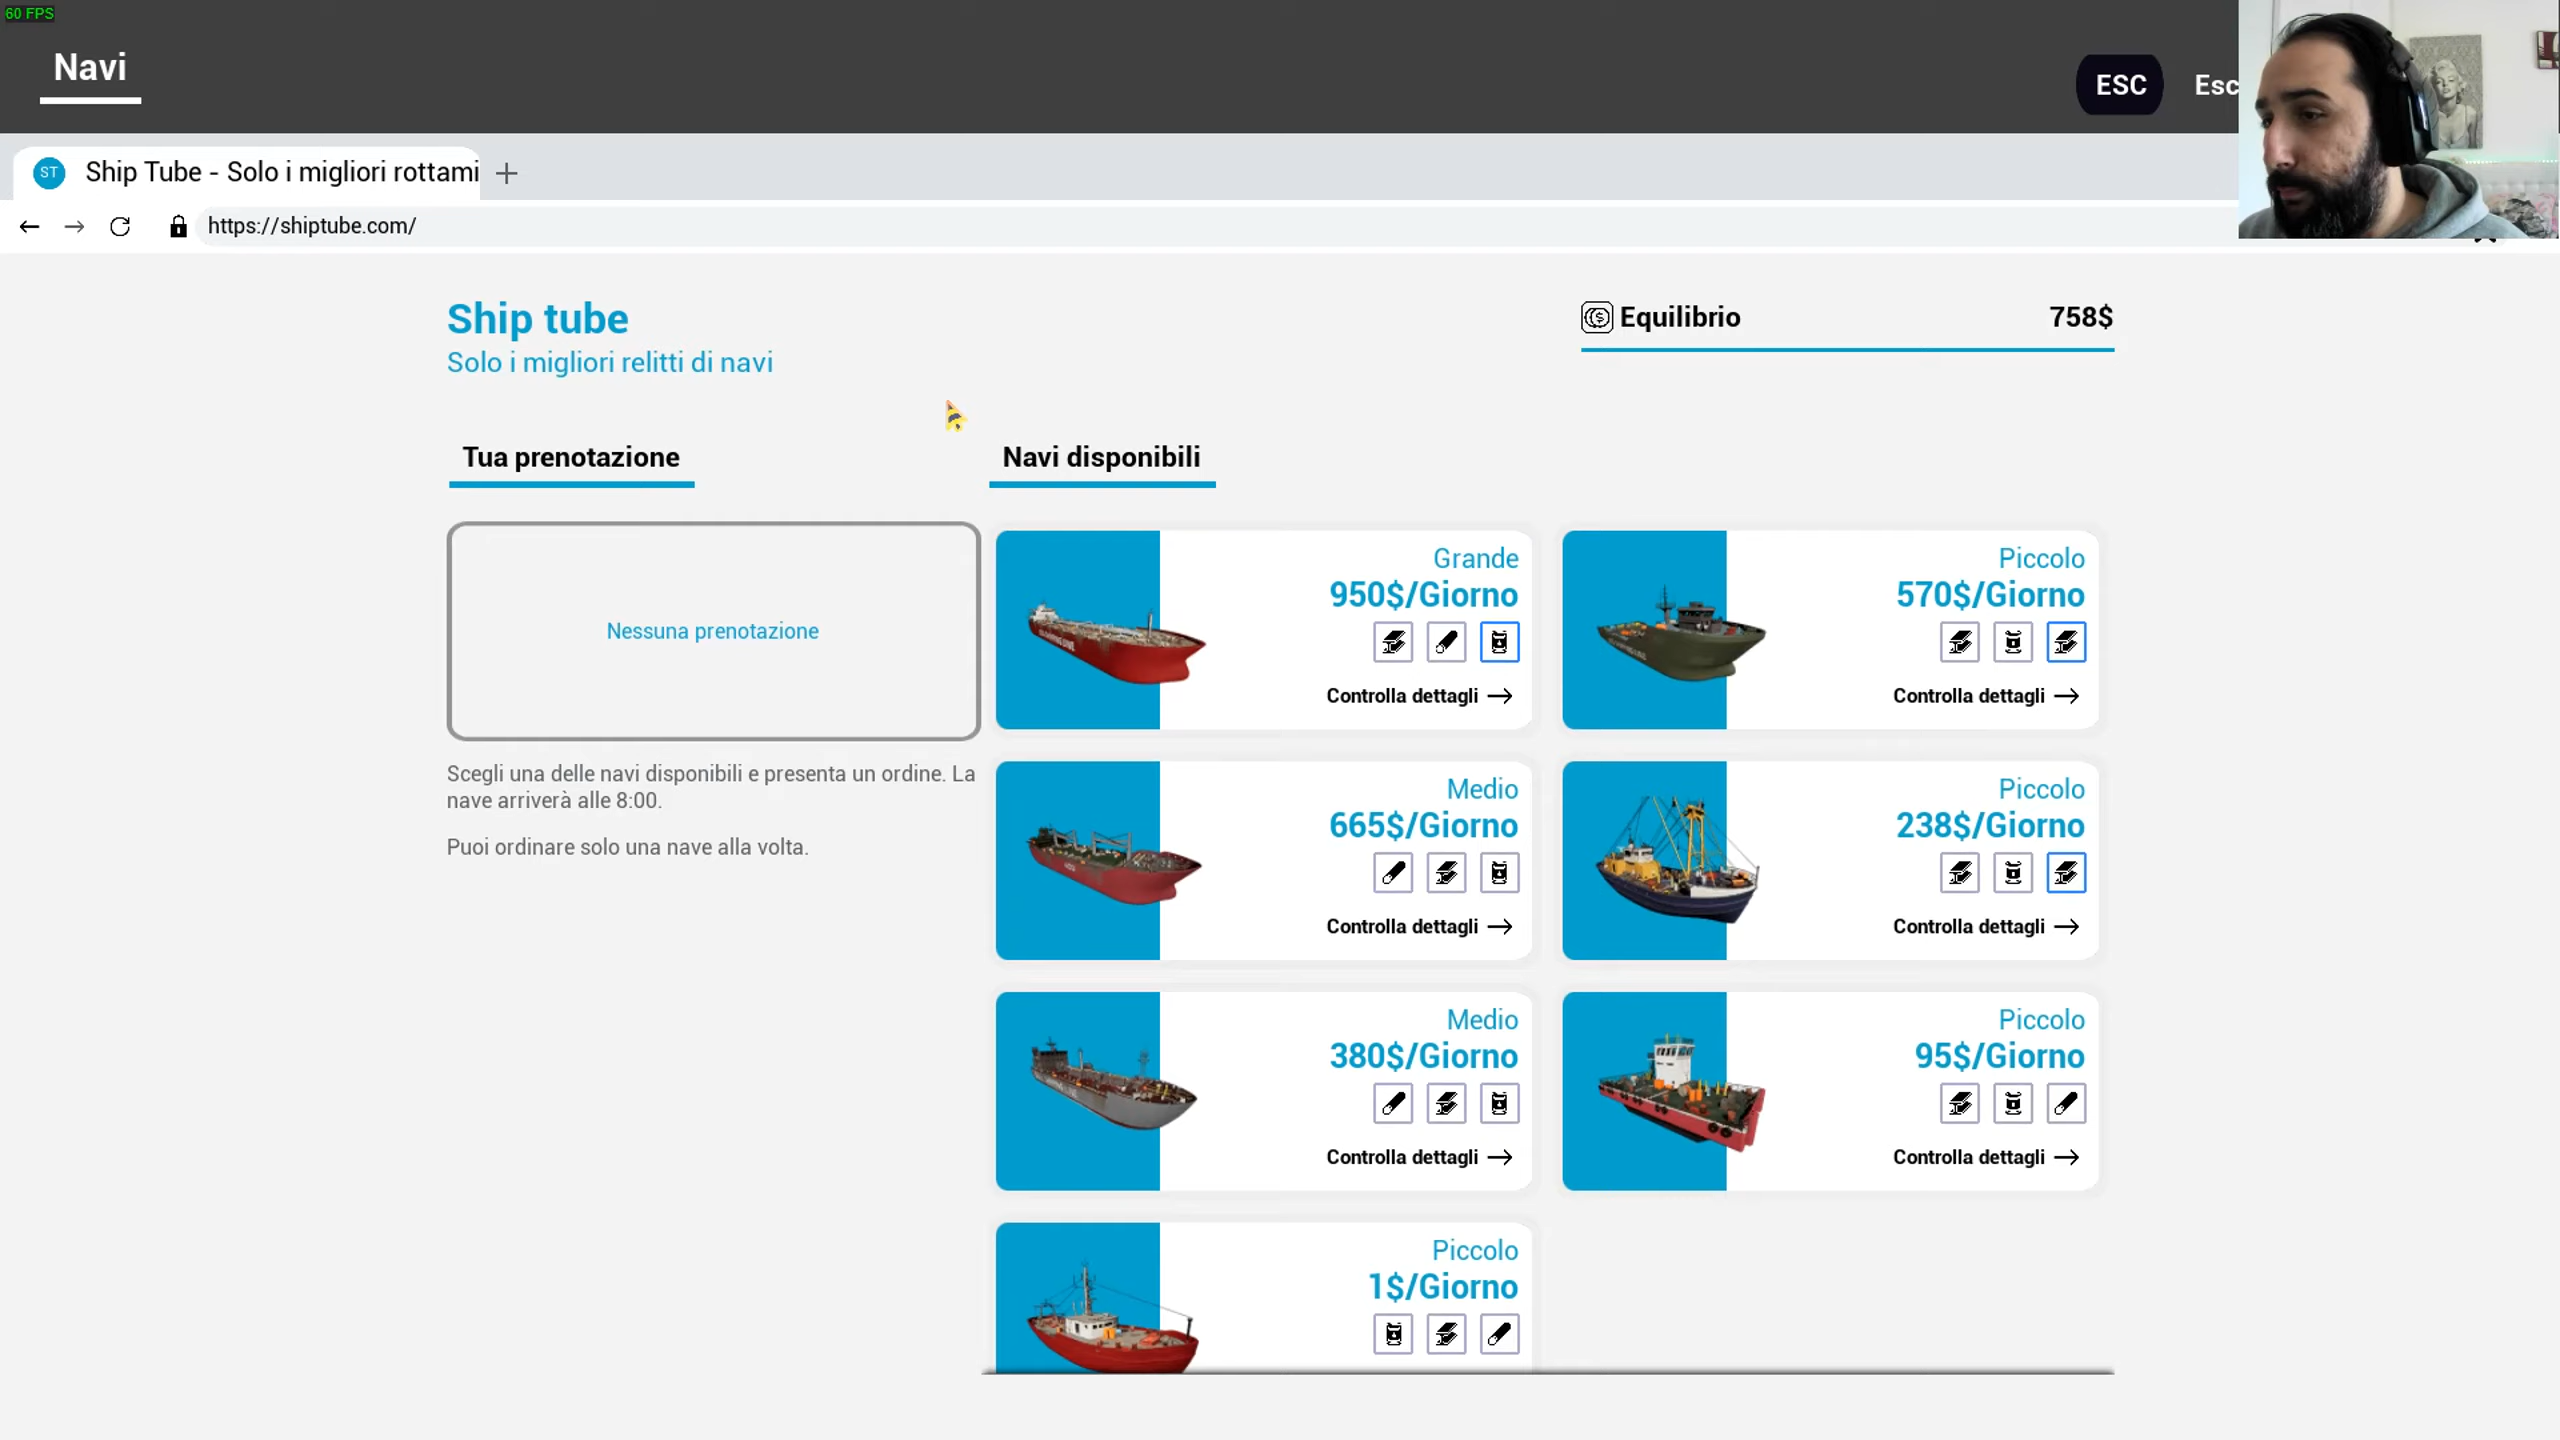 60 FPS
Navi
ESC
Esc
ST
Ship Tube - Solo i migliori rottami
https://shiptube.com/
Ship tube
Solo i migliori relitti di navi
Equilibrio
758$
Tua prenotazione
Navi disponibili
Nessuna prenotazione
Scegli una delle navi disponibili e presenta un ordine. La
nave arriverà alle 8:00.
Puoi ordinare solo una nave alla volta.
Grande
950$/Giorno
Controlla dettagli
Piccolo
570$/Giorno
Controlla dettagli
Medio
665$/Giorno
Controlla dettagli
Piccolo
238$/Giorno
Controlla dettagli
Medio
380$/Giorno
Controlla dettagli
Piccolo
95$/Giorno
Controlla dettagli
Piccolo
1$/Giorno